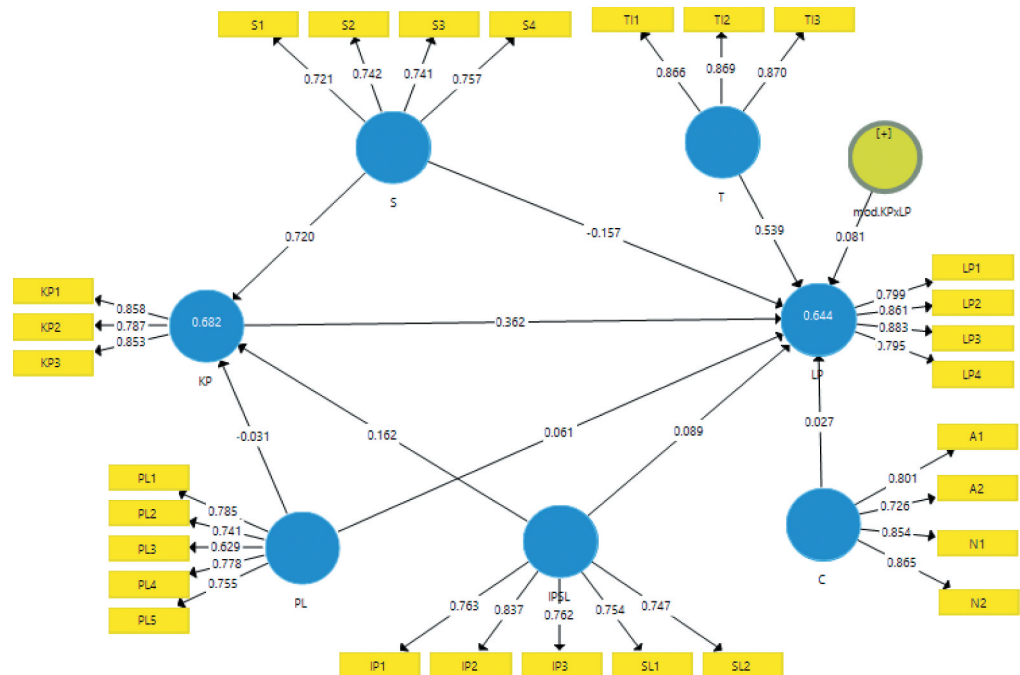 S1 S2 S3 S4 TI1 TI2 TI3
0.721 0.742 0.741 0.757 0.866 0.869 0.870
[+]
S T mod.KPxLP
0.720 -0.157 0.539 0.081
KP1 0.858
KP2 0.787
KP3 0.853
0.682
KP
0.362
0.644
LP
0.799 LP1
0.861 LP2
0.883 LP3
0.795 LP4
-0.031 0.162 0.061 0.089 0.027
PL1 0.785
PL2 0.741
PL3 0.629
PL4 0.778
PL5 0.755
PL
IPSL
0.763 0.837 0.762 0.754 0.747
IP1 IP2 IP3 SL1 SL2
C
0.801 A1
0.726 A2
0.854 N1
0.865 N2